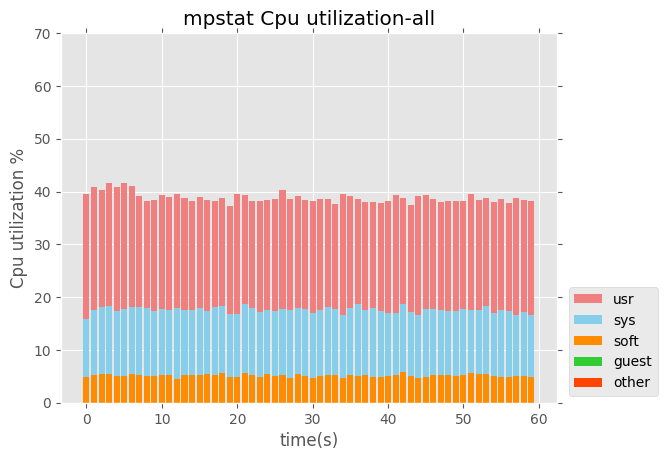 mpstat Cpu utilization-all
70
60
50
40
30
20
10
0
Cpu utilization %
0 10 20 30 40 50 60
time(s)
usr
sys
soft
guest
other